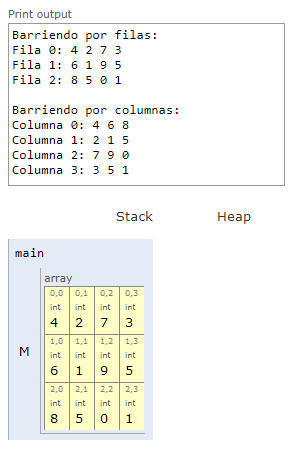 Print output
Barriendo por filas:
Fila 0: 4 2 7 3
Fila 1: 6 1 9 5
Fila 2: 8 5 0 1
Barriendo por columnas:
Columna 0: 4 6 8
Columna 1: 2 1 5
Columna 2: 7 9 0
Columna 3: 3 5 1
Stack Heap
main
array
0,0 0,1 0,2 0,3
int int int int
4 2 7 3
1,0 1,1 1,2 1,3
M int int int int
6 1 9 5
2,0 2,1 2,2 2,3
int int int int
8 5 0 1